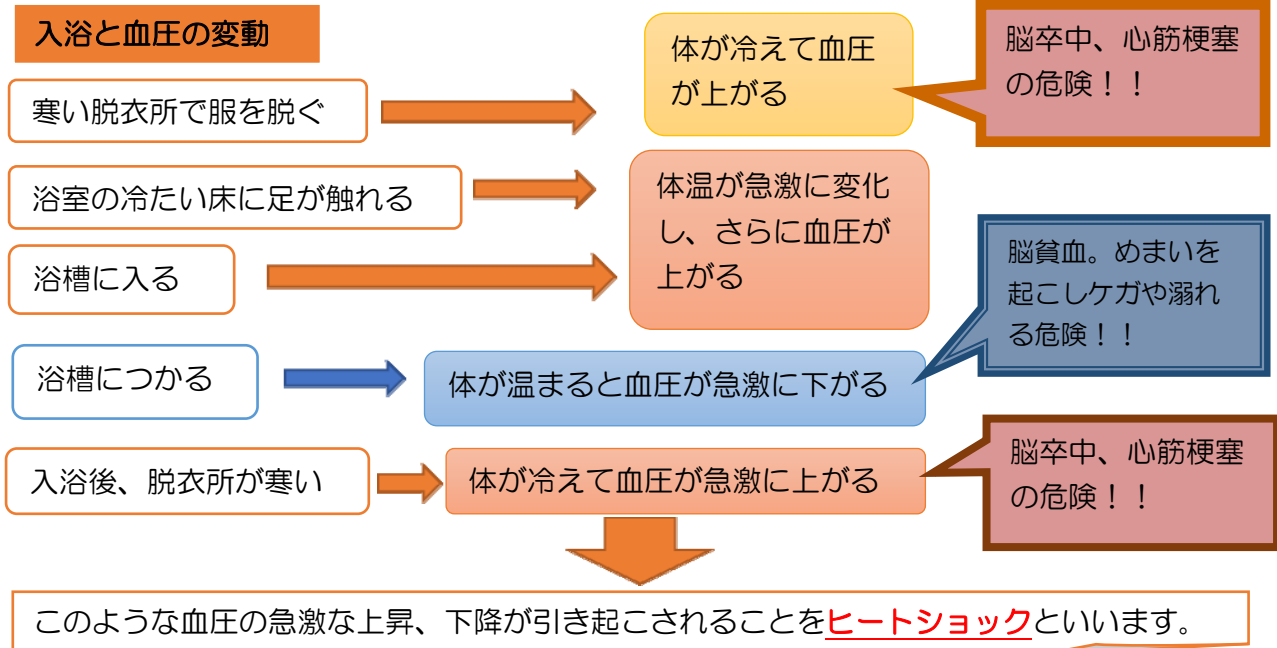 入浴と血圧の変動
寒い脱衣所で服を脱ぐ
体が冷えて血圧
が上がる
脳卒中、心筋梗塞
の危険！！
浴室の冷たい床に足が触れる
浴槽に入る
体温が急激に変化
し、さらに血圧が
上がる
浴槽につかる
体が温まると血圧が急激に下がる
脳貧血。めまいを
起こしケガや溺れ
る危険！！
入浴後、脱衣所が寒い
体が冷えて血圧が急激に上がる
脳卒中、心筋梗塞
の危険！！
このような血圧の急激な上昇、下降が引き起こされることをヒートショックといいます。